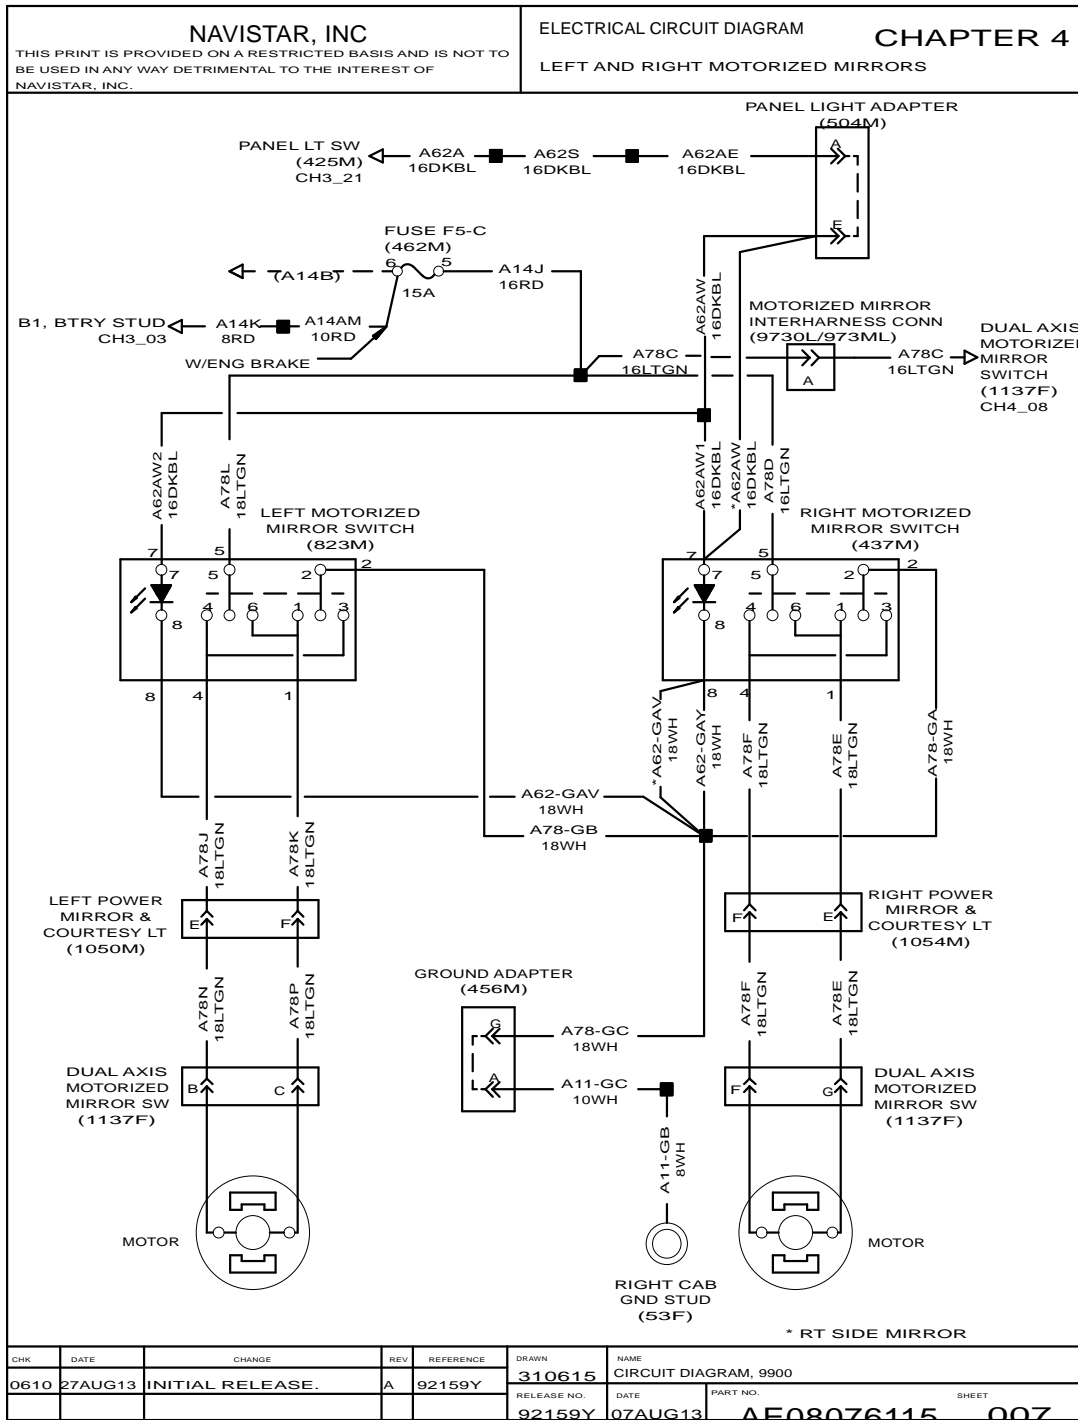 NAVISTAR, INC
THIS PRINT IS PROVIDED ON A RESTRICTED BASIS AND IS NOT TO
BE USED IN ANY WAY DETRIMENTAL TO THE INTEREST OF
NAVISTAR, INC.
ELECTRICAL CIRCUIT DIAGRAM
CHAPTER 4
LEFT AND RIGHT MOTORIZED MIRRORS
PANEL LIGHT ADAPTER
(504M)
A
E
PANEL LT SW
(425M)
CH3_21
A62A
16DKBL
A62S
16DKBL
A62AE
16DKBL
FUSE F5-C
(462M)
6
5
15A
(A14B)
A14J
16RD
B1, BTRY STUD
CH3_03
A14K
8RD
A14AM
10RD
W/ENG BRAKE
A62AW
16DKBL
MOTORIZED MIRROR
INTERHARNESS CONN
(9730L/973ML)
A
A78C
16LTGN
A78C
16LTGN
DUAL AXIS
MOTORIZED
MIRROR
SWITCH
(1137F)
CH4_08
A62AW2
16DKBL
A78L
18LTGN
A62AW1
16DKBL
*A62AW
16DKBL
A78D
16LTGN
LEFT MOTORIZED
MIRROR SWITCH
(823M)
7
5
2
7
5
2
4
6
1
3
8
8
4
1
RIGHT MOTORIZED
MIRROR SWITCH
(437M)
7
5
2
7
5
2
4
6
1
3
8
8
4
1
*A62-GAV
18WH
A62-GAY
18WH
A78F
18LTGN
A78E
18LTGN
A78-GA
18WH
A62-GAV
18WH
A78-GB
18WH
A78J
18LTGN
A78K
18LTGN
LEFT POWER
MIRROR &
COURTESY LT
(1050M)
E
F
RIGHT POWER
MIRROR &
COURTESY LT
(1054M)
F
E
A78N
18LTGN
A78P
18LTGN
A78F
18LTGN
A78E
18LTGN
GROUND ADAPTER
(456M)
G
A
A78-GC
18WH
A11-GC
10WH
A11-GB
8WH
DUAL AXIS
MOTORIZED
MIRROR SW
(1137F)
B
C
DUAL AXIS
MOTORIZED
MIRROR SW
(1137F)
F
G
MOTOR
MOTOR
RIGHT CAB
GND STUD
(53F)
* RT SIDE MIRROR
CHK DATE CHANGE REV REFERENCE
0610 27AUG13 INITIAL RELEASE. A 92159Y
DRAWN
310615
NAME
CIRCUIT DIAGRAM, 9900
RELEASE NO.
92159Y
DATE
07AUG13
PART NO.
AE08076115
SHEET
007